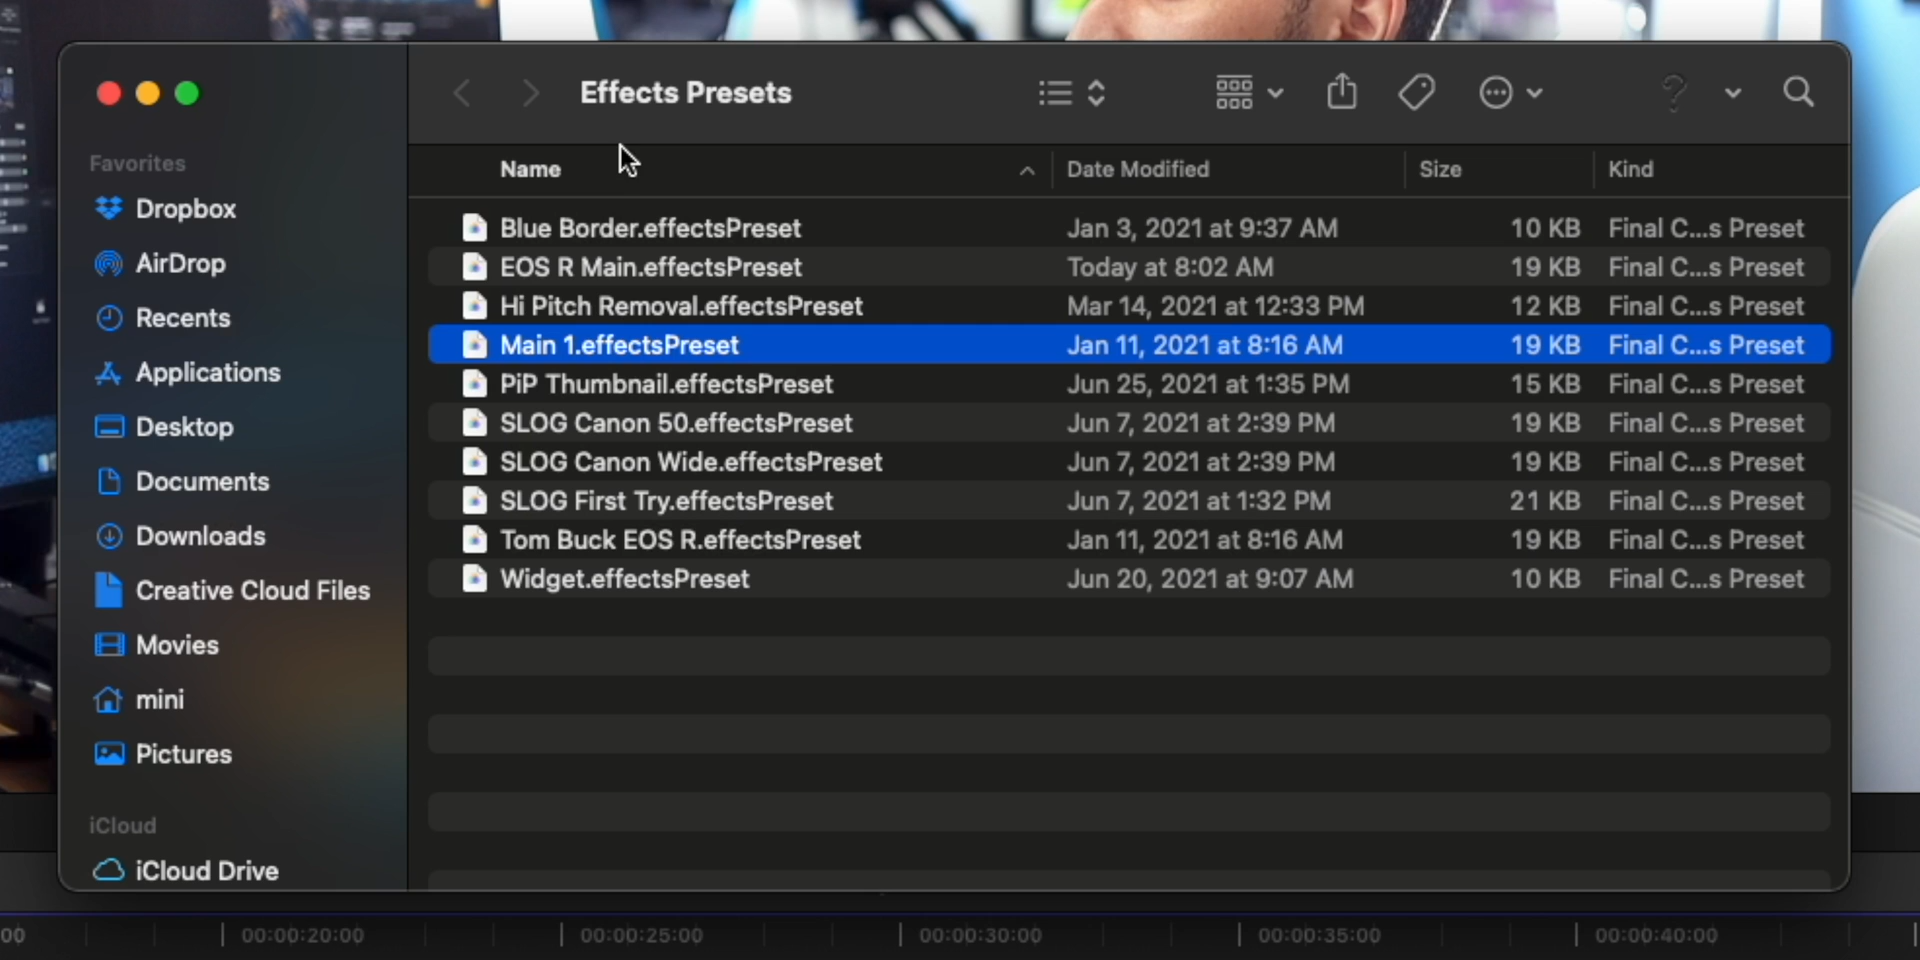 Effects Presets
Favorites
Dropbox
AirDrop
Recents
Applications
Desktop
Documents
Downloads
Creative Cloud Files
Movies
mini
Pictures
iCloud
iCloud Drive
Name Date Modified Size Kind
Blue Border.effectsPreset Jan 3, 2021 at 9:37 AM 10 KB Final C...s Preset
EOS R Main.effectsPreset Today at 8:02 AM 19 KB Final C...s Preset
Hi Pitch Removal.effectsPreset Mar 14, 2021 at 12:33 PM 12 KB Final C...s Preset
Main 1.effectsPreset Jan 11, 2021 at 8:16 AM 19 KB Final C...s Preset
PiP Thumbnail.effectsPreset Jun 25, 2021 at 1:35 PM 15 KB Final C...s Preset
SLOG Canon 50.effectsPreset Jun 7, 2021 at 2:39 PM 19 KB Final C...s Preset
SLOG Canon Wide.effectsPreset Jun 7, 2021 at 2:39 PM 19 KB Final C...s Preset
SLOG First Try.effectsPreset Jun 7, 2021 at 1:32 PM 21 KB Final C...s Preset
Tom Buck EOS R.effectsPreset Jan 11, 2021 at 8:16 AM 19 KB Final C...s Preset
Widget.effectsPreset Jun 20, 2021 at 9:07 AM 10 KB Final C...s Preset
00 00:00:20:00 00:00:25:00 00:00:30:00 00:00:35:00 00:00:40:00